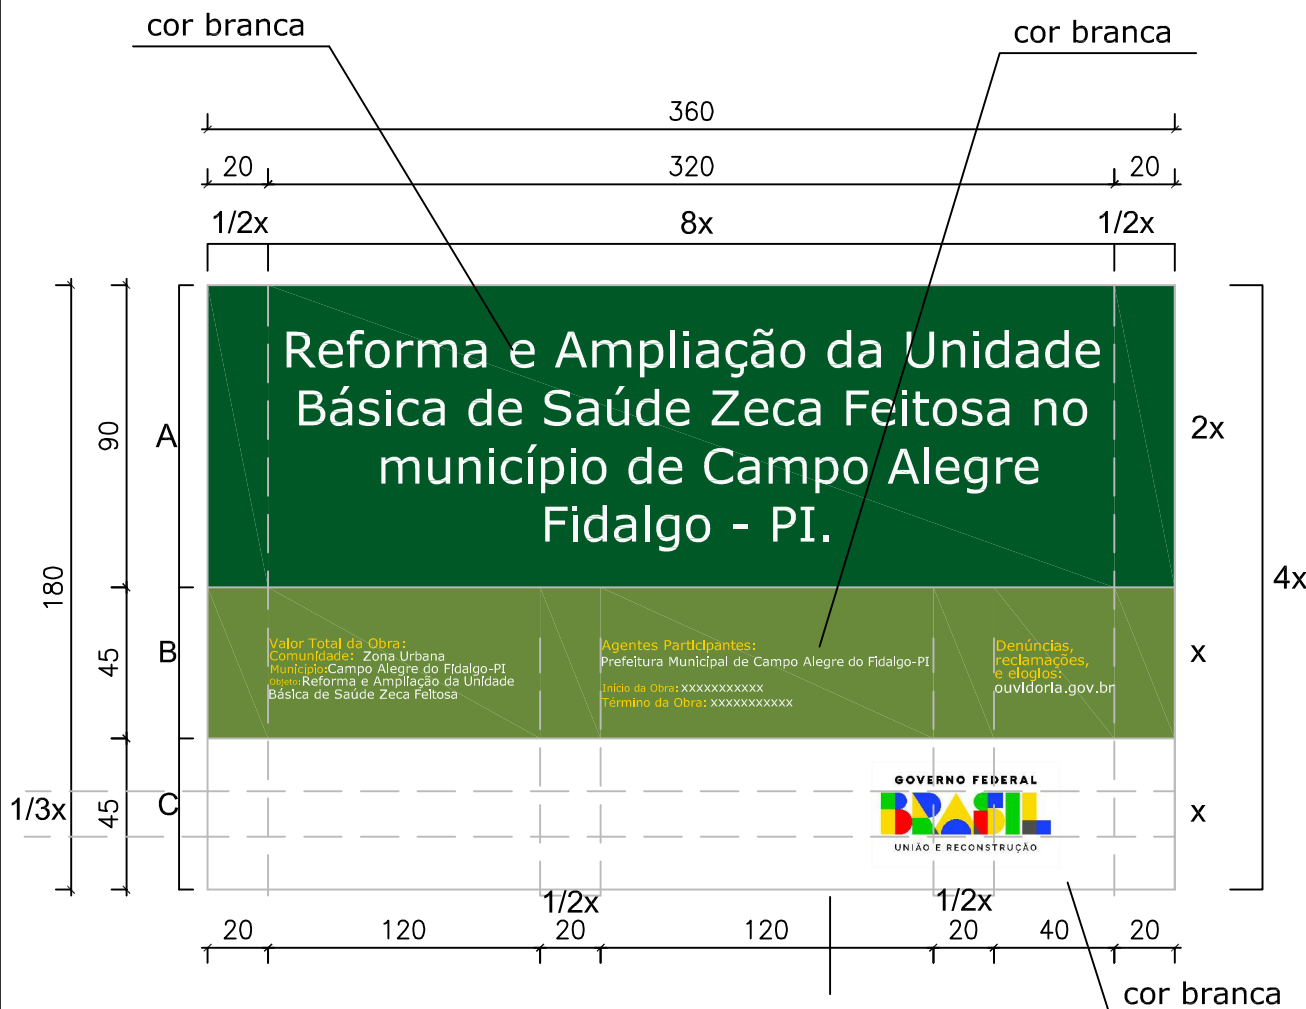 cor branca
cor branca
360
20
320
20
1/2x
8x
1/2x
Reforma e Ampliação da Unidade
Básica de Saúde Zeca Feitosa no
município de Campo Alegre
Fidalgo - PI.
90
A
2x
180
4x
45
B
x
Valor Total da Obra:
Comunidade: Zona Urbana
Município:Campo Alegre do Fidalgo-PI
Objeto:Reforma e Ampliação da Unidade
Básica de Saúde Zeca Feitosa
Agentes Participantes:
Prefeitura Municipal de Campo Alegre do Fidalgo-PI
Início da Obra: xxxxxxxxxxx
Término da Obra: xxxxxxxxxxx
Denúncias,
reclamações,
e elogios:
ouvidoria.gov.br
1/3x
45
C
x
GOVERNO FEDERAL
BRASIL
UNIÃO E RECONSTRUÇÃO
1/2x
1/2x
20
120
20
120
20
40
20
cor branca